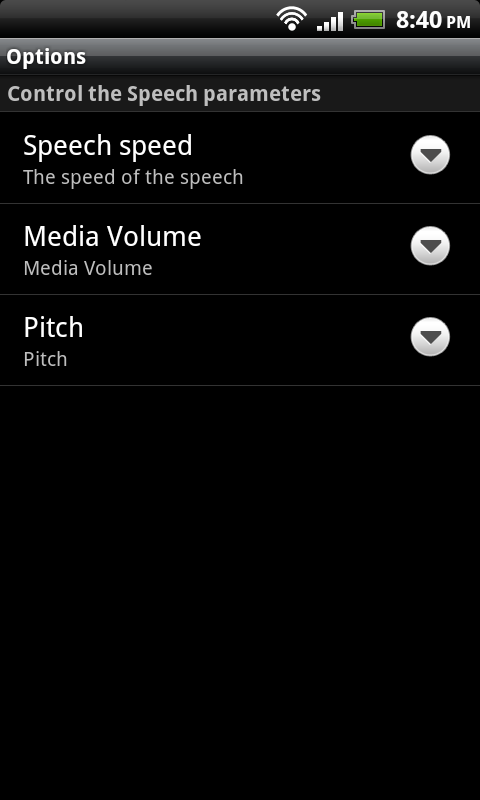 8:40 PM
Options
Control the Speech parameters
Speech speed
The speed of the speech
Media Volume
Media Volume
Pitch
Pitch